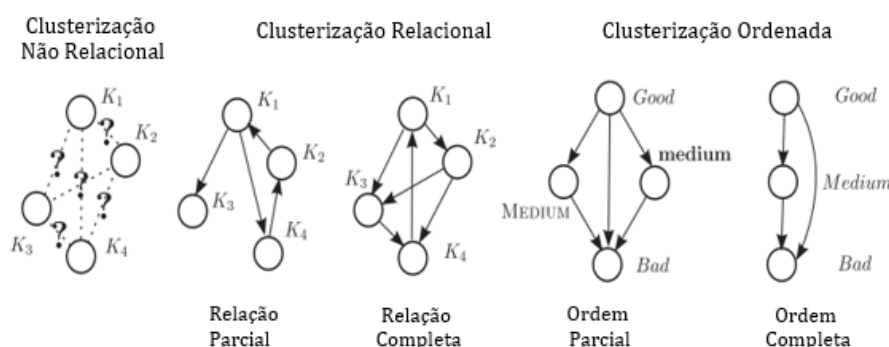 Clusterização
Não Relacional
Clusterização Relacional
Clusterização Ordenada
K1
K2
K3
K4
?
?
?
?
?
K1
K2
K3
K4
K1
K2
K3
K4
Good
medium
MEDIUM
Bad
Good
Medium
Bad
Relação
Parcial
Relação
Completa
Ordem
Parcial
Ordem
Completa